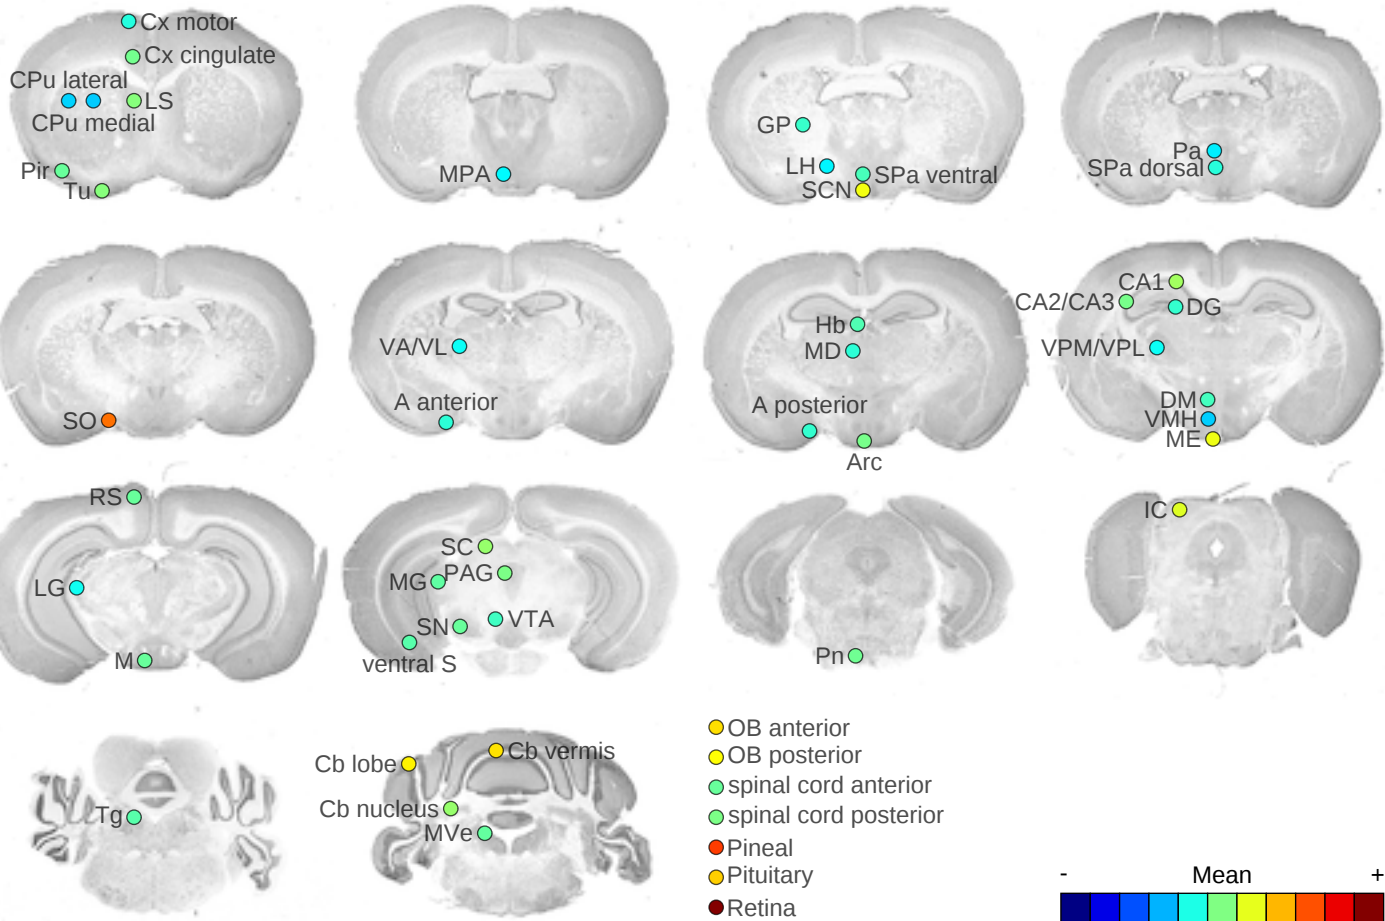 Cx motor
Cx cingulate
CPu lateral
LS
CPu medial
Pir
Tu
MPA
GP
LH
SPa ventral
SCN
Pa
SPa dorsal
SO
VA/VL
A anterior
Hb
MD
A posterior
Arc
CA1
CA2/CA3
DG
VPM/VPL
DM
VMH
ME
RS
LG
M
SC
PAG
MG
VTA
SN
ventral S
Pn
IC
Tg
Cb lobe
Cb vermis
Cb nucleus
MVe
OB anterior
OB posterior
spinal cord anterior
spinal cord posterior
Pineal
Pituitary
Retina
- Mean +